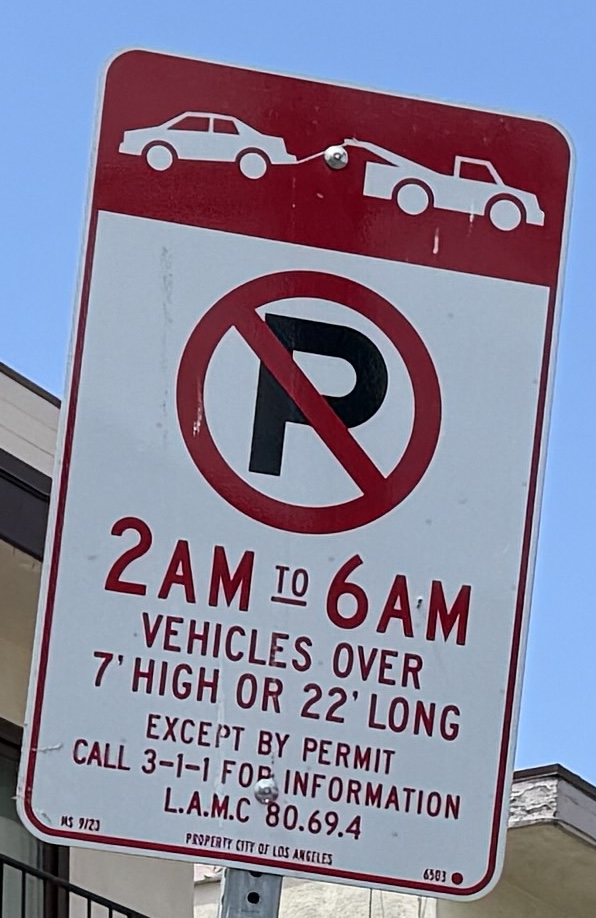 P
2AM TO 6AM
VEHICLES OVER
7' HIGH OR 22' LONG
EXCEPT BY PERMIT
CALL 3-1-1 FOR INFORMATION
L.A.M.C 80.69.4
MS 9/23
PROPERTY CITY OF LOS ANGELES
6503